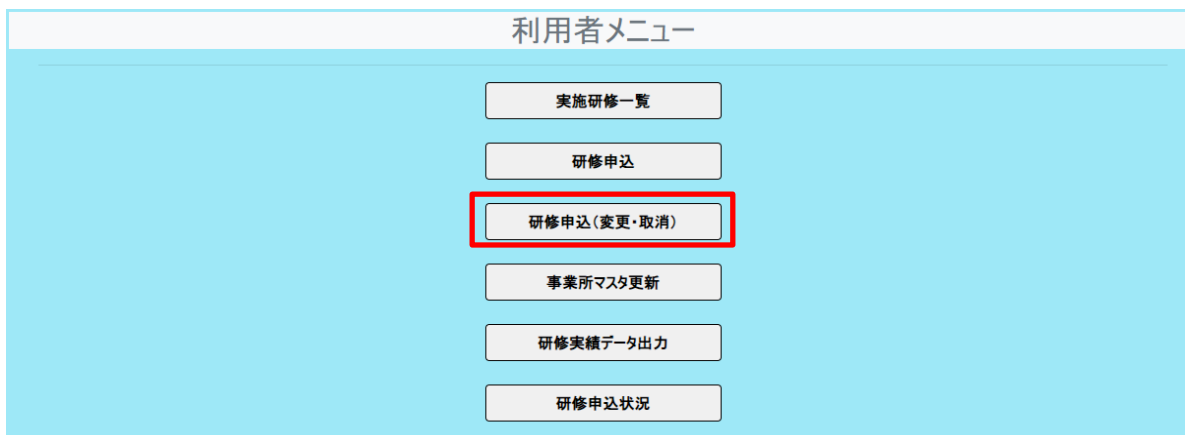 利用者メニュー
実施研修一覧
研修申込
研修申込(変更・取消)
事業所マスタ更新
研修実績データ出力
研修申込状況